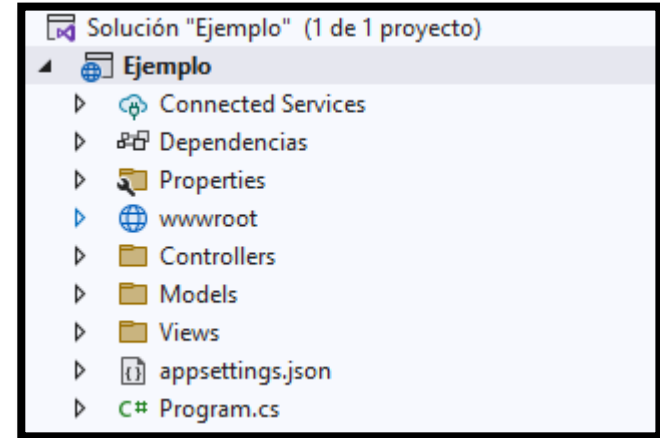 Solución "Ejemplo" (1 de 1 proyecto)
Ejemplo
Connected Services
Dependencias
Properties
wwwroot
Controllers
Models
Views
appsettings.json
C# Program.cs